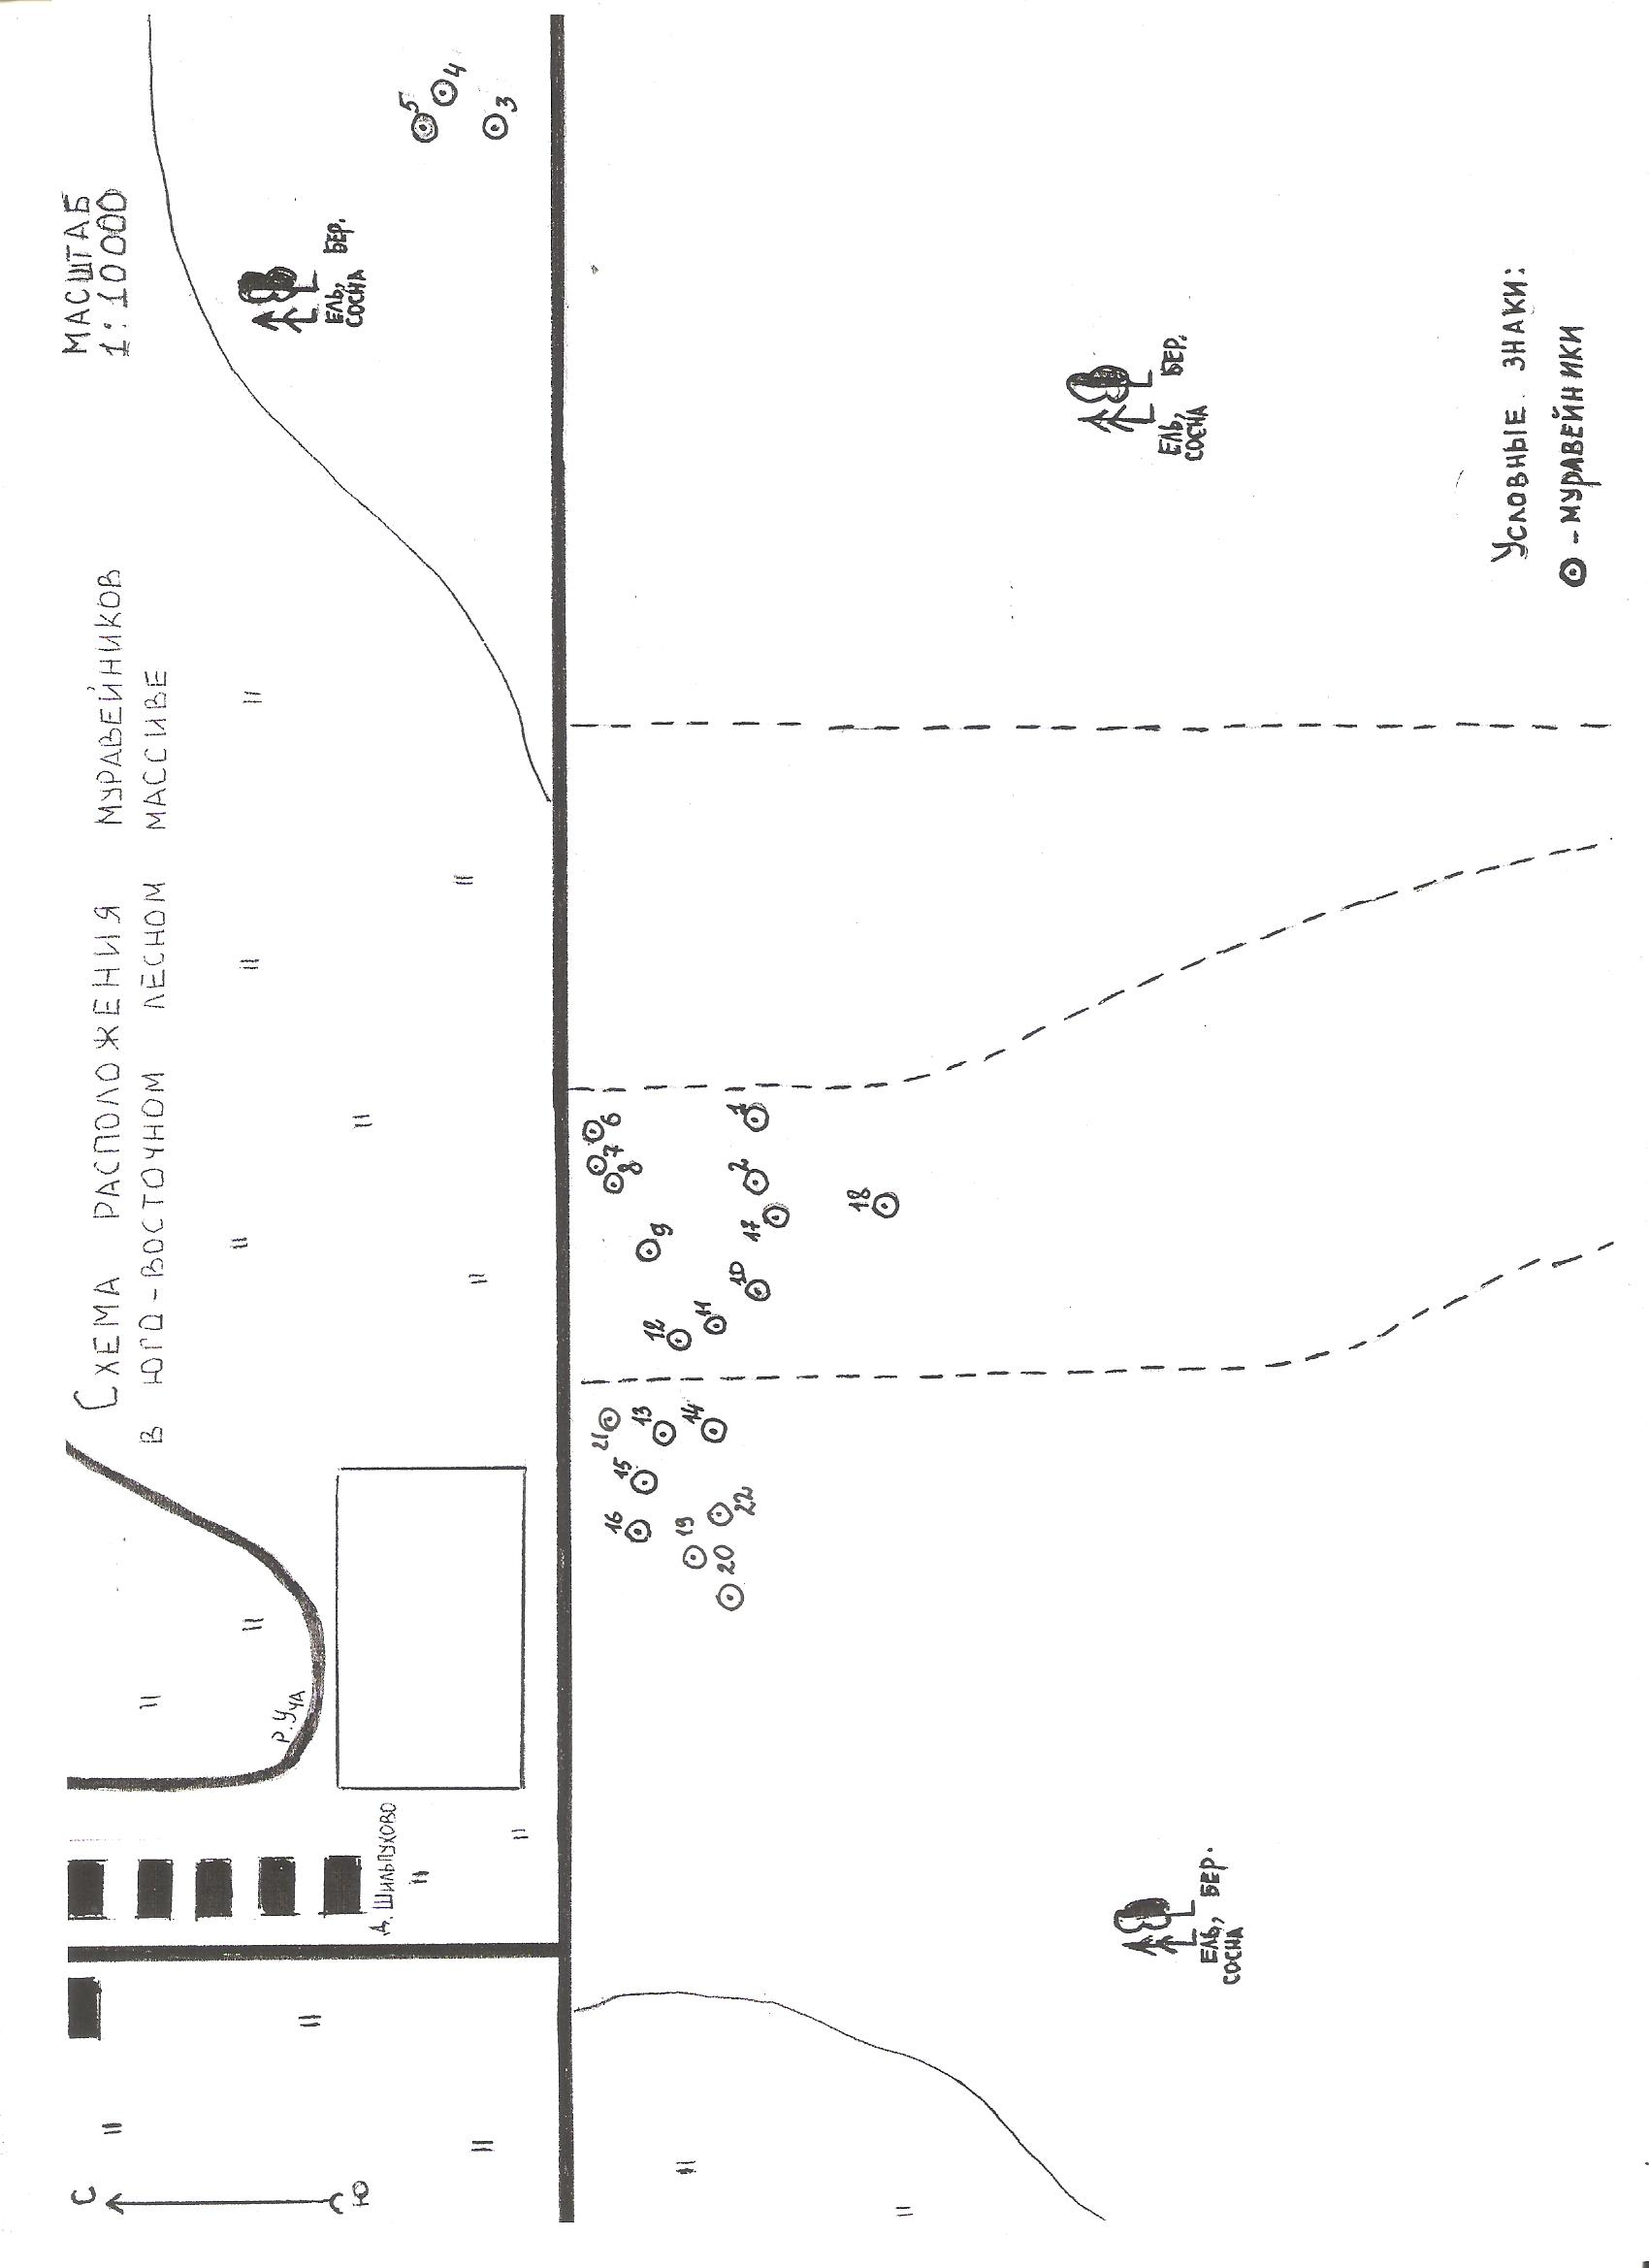 Схема расположения муравейников
в юго-восточном лесном массиве
МАСШТАБ
1:10000
С
Ю
р. Уча
д. Шильпухово
ЕЛЬ, БЕР.
СОСНА
5
4
3
6
7
8
9
1
2
17
18
10
11
12
21
13
14
15
16
19
22
20
ЕЛЬ, БЕР.
СОСНА
ЕЛЬ, БЕР.
СОСНА
Условные знаки:
- МУРАВЕЙНИКИ